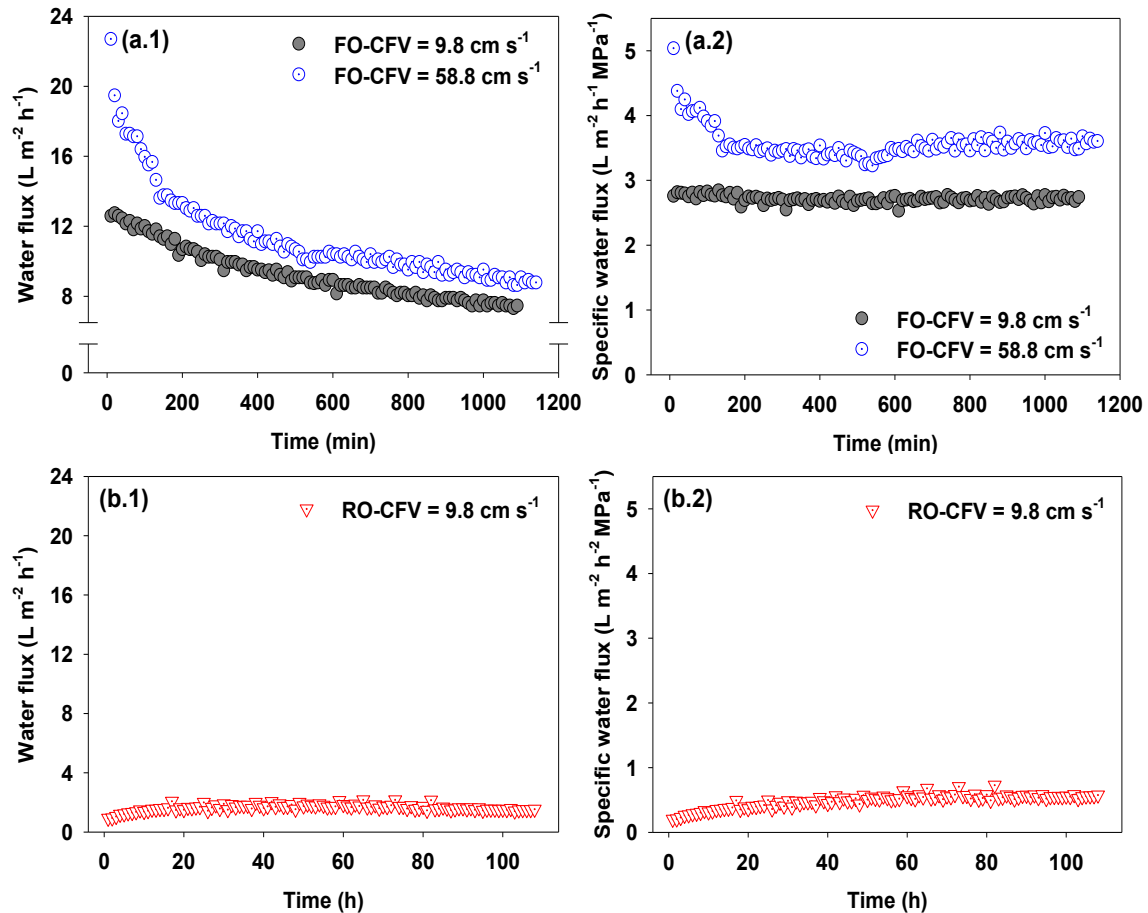 (a.1)
FO-CFV = 9.8 cm s⁻¹
FO-CFV = 58.8 cm s⁻¹
Water flux (L m⁻² h⁻¹)
24
20
16
12
8
0
0 200 400 600 800 1000 1200
Time (min)
(a.2)
FO-CFV = 9.8 cm s⁻¹
FO-CFV = 58.8 cm s⁻¹
Specific water flux (L m⁻² h⁻¹ MPa⁻¹)
5
4
3
2
1
0
0 200 400 600 800 1000 1200
Time (min)
(b.1)
RO-CFV = 9.8 cm s⁻¹
Water flux (L m⁻² h⁻¹)
24
20
16
12
8
4
0
0 20 40 60 80 100
Time (h)
(b.2)
RO-CFV = 9.8 cm s⁻¹
Specific water flux (L m⁻² h⁻² MPa⁻¹)
5
4
3
2
1
0
0 20 40 60 80 100
Time (h)